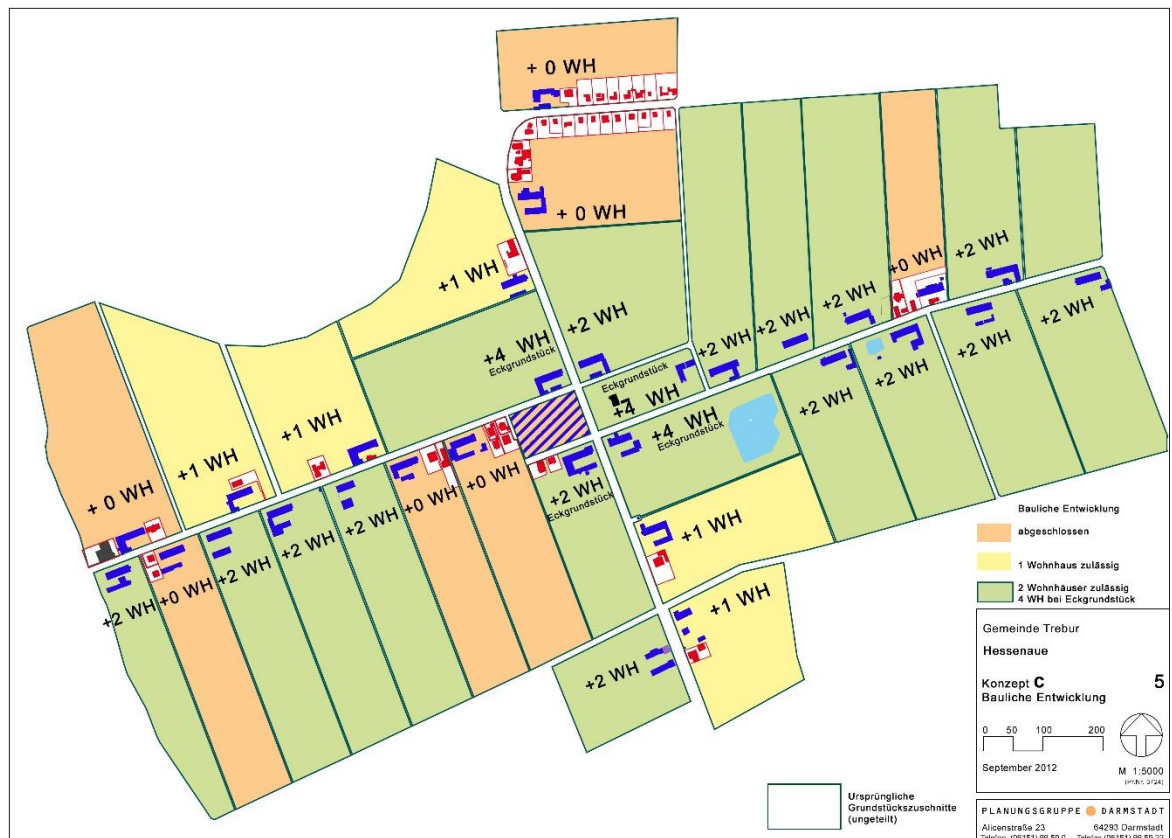 + 0 WH
+ 0 WH
+1 WH
+2 WH
+4 WH
Eckgrundstück
+2 WH
+2 WH
+2 WH
+0 WH
+2 WH
Eckgrundstück
+4 WH
+4 WH
Eckgrundstück
+2 WH
+2 WH
+2 WH
+2 WH
+ 0 WH
+1 WH
+1 WH
+2 WH
+0 WH
+2 WH
+2 WH
+2 WH
+0 WH
+0 WH
+2 WH
Eckgrundstück
+1 WH
+1 WH
+2 WH
Bauliche Entwicklung
abgeschlossen
1 Wohnhaus zulässig
2 Wohnhäuser zulässig
4 WH bei Eckgrundstück
Gemeinde Trebur
Hessenaue
Konzept C 5
Bauliche Entwicklung
0 50 100 200
September 2012
M 1:5000
(Pr.Nr. 3724)
Ursprüngliche
Grundstückszuschnitte
(ungeteilt)
PLANUNGSGRUPPE DARMSTADT
Alicenstraße 23 64293 Darmstadt